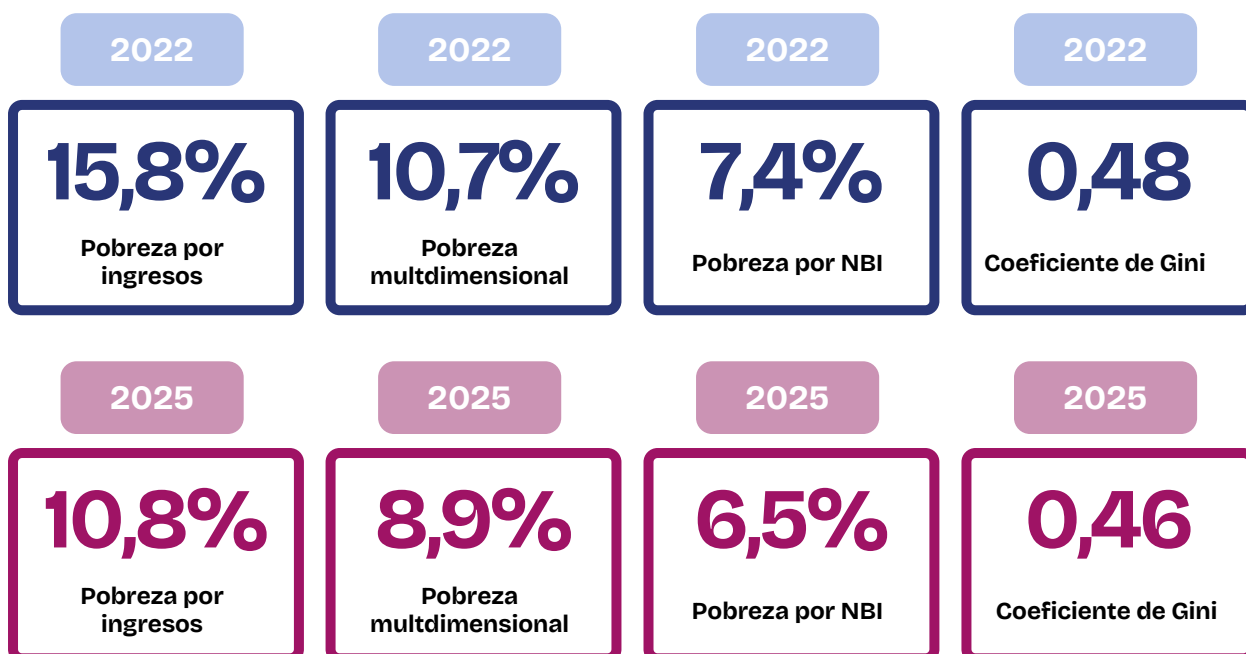 2022
2022
2022
2022
15,8%
10,7%
7,4%
0,48
Pobreza por
ingresos
Pobreza
multdimensional
Pobreza por NBI
Coeficiente de Gini
2025
2025
2025
2025
10,8%
8,9%
6,5%
0,46
Pobreza por
ingresos
Pobreza
multdimensional
Pobreza por NBI
Coeficiente de Gini